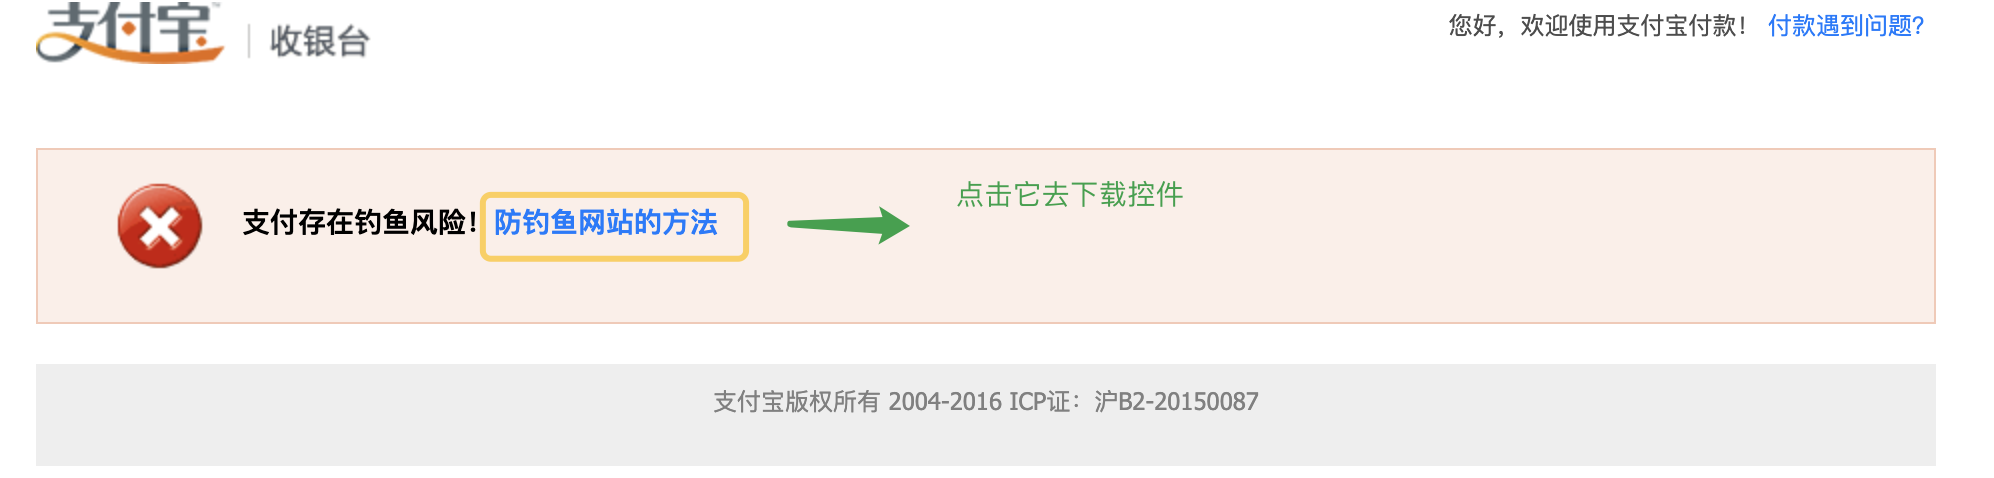 支付宝™ | 收银台
您好，欢迎使用支付宝付款！ 付款遇到问题?
支付存在钓鱼风险！防钓鱼网站的方法
点击它去下载控件
支付宝版权所有 2004-2016 ICP证：沪B2-20150087